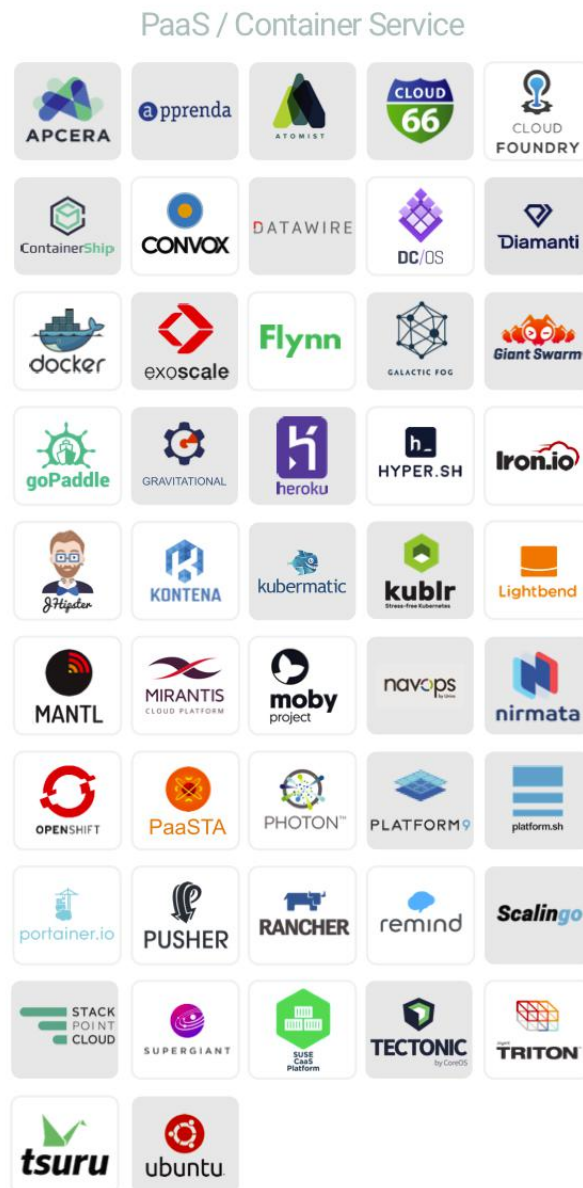 PaaS / Container Service
APCERA
apprenda
ATOMIST
CLOUD
66
CLOUD
FOUNDRY
ContainerShip
CONVOX
DATAWIRE
DC/OS
Diamanti
docker
exoscale
Flynn
GALACTIC FOG
Giant Swarm
goPaddle
GRAVITATIONAL
heroku
h_
HYPER.SH
Iron.io
JHipster
KONTENA
kubermatic
kublr
Stress-free Kubernetes
Lightbend
MANTL
MIRANTIS
CLOUD PLATFORM
moby
project
navops
by Univa
nirmata
OPENSHIFT
PaaSTA
PHOTON™
PLATFORM9
platform.sh
portainer.io
PUSHER
RANCHER
remind
Scalingo
STACK
POINT
CLOUD
SUPERGIANT
SUSE
CaaS
Platform
TECTONIC
by CoreOS
TRITON
tsuru
ubuntu